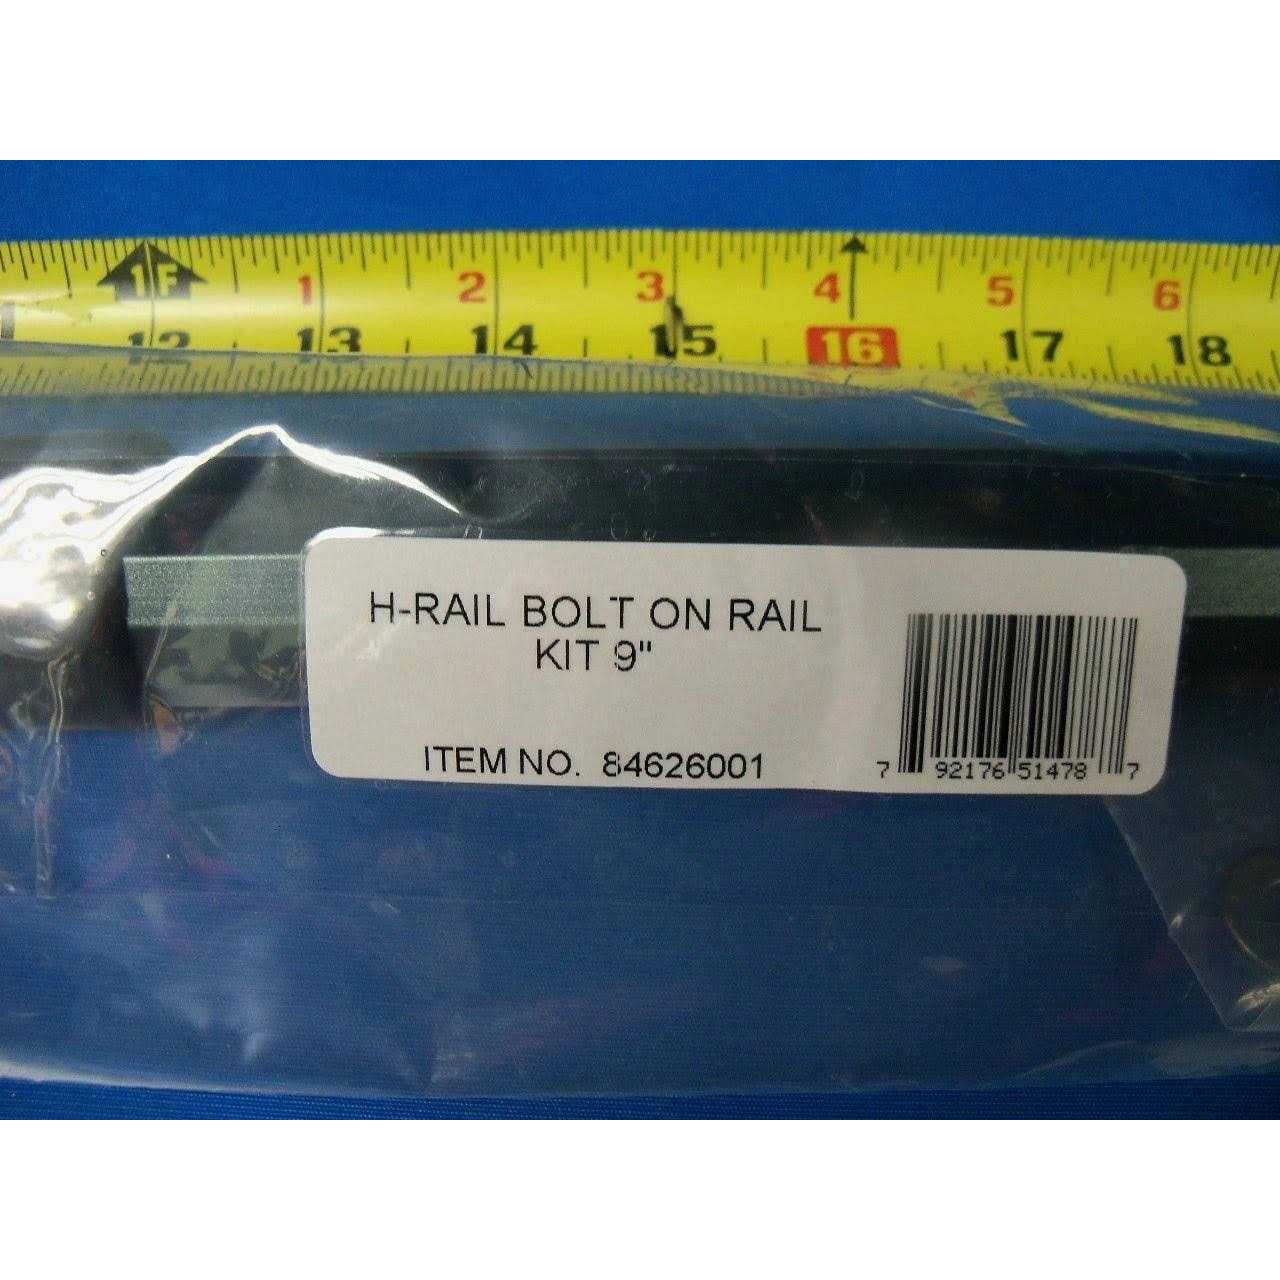 1F 1 2 3 4 5 6
12 13 14 15 16 17 18
H-RAIL BOLT ON RAIL
KIT 9"
ITEM NO. 84626001
7 92176 51478 7